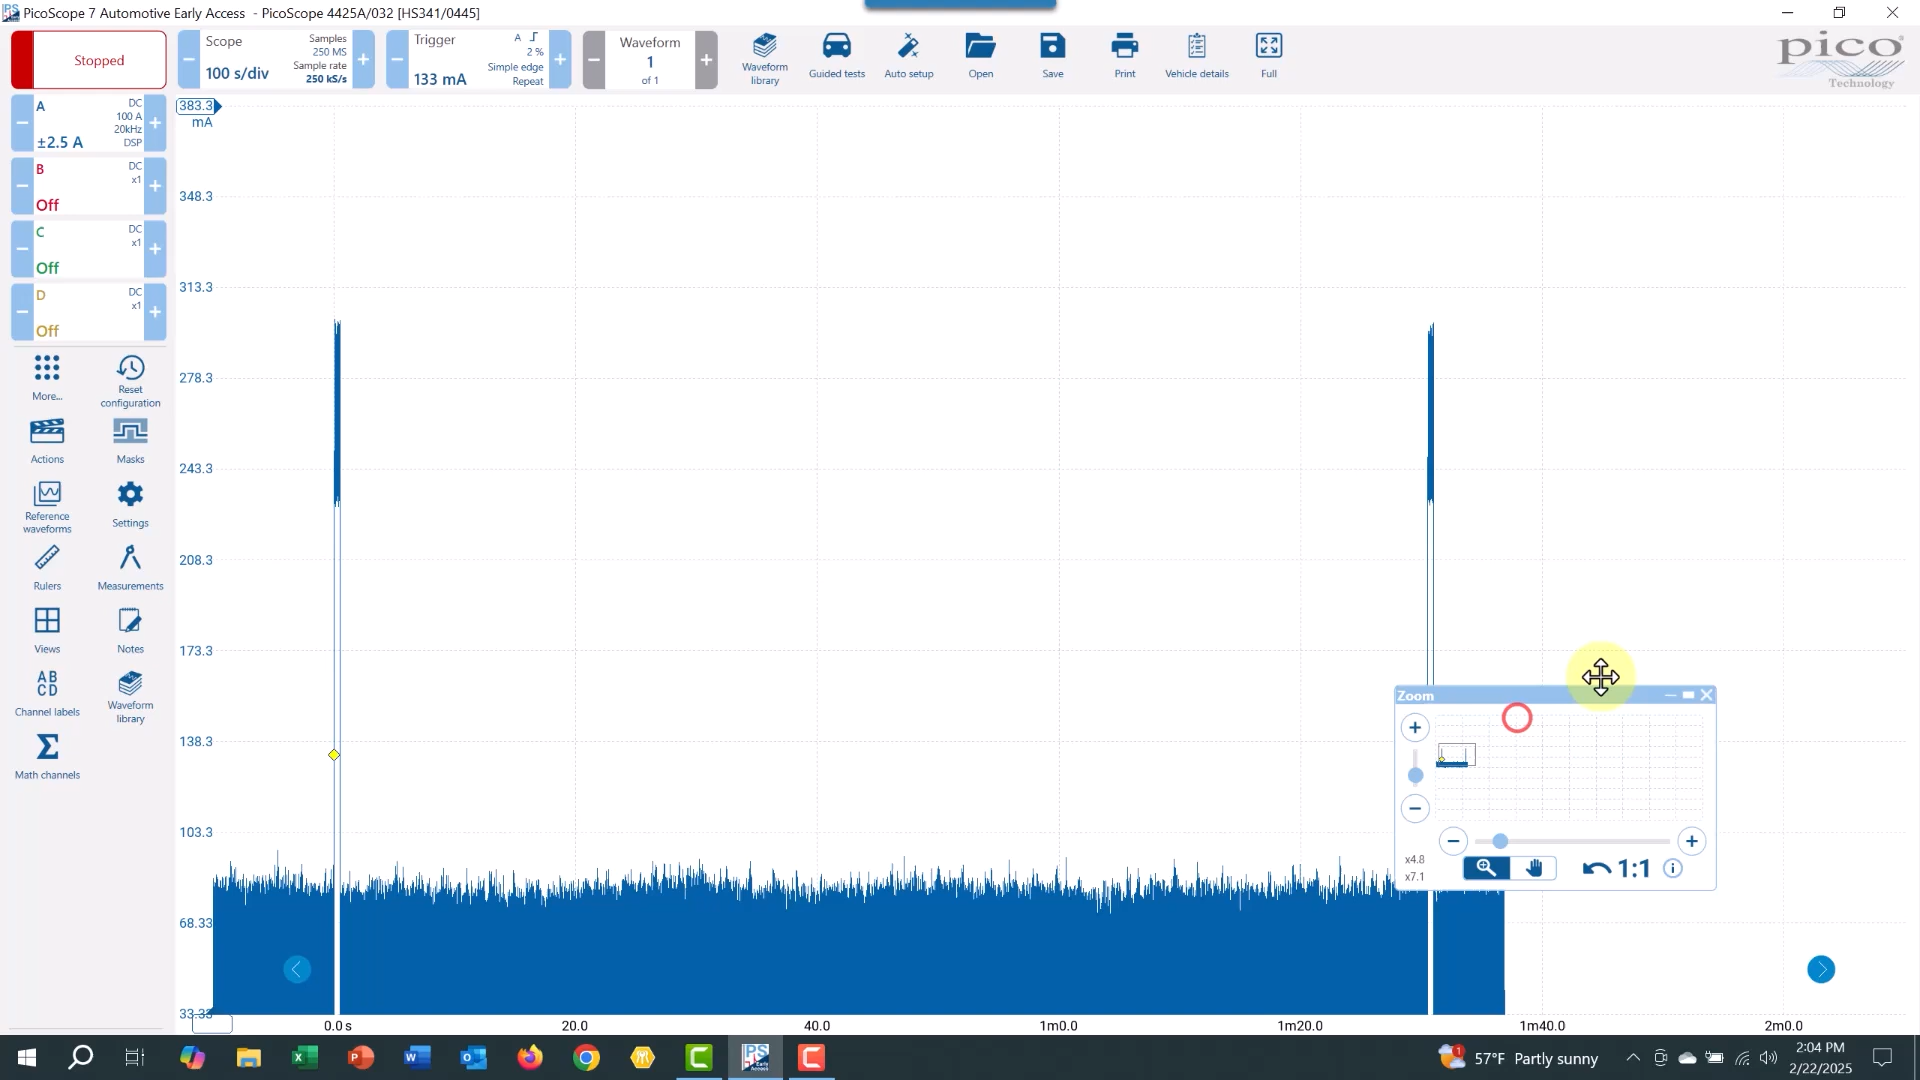 PicoScope 7 Automotive Early Access - PicoScope 4425A/032 [HS341/0445]
Stopped
Scope
100 s/div
Samples
250 MS
Sample rate
250 kS/s
Trigger
133 mA
A
2 %
Simple edge
Repeat
Waveform
1
of 1
Waveform
library
Guided tests
Auto setup
Open
Save
Print
Vehicle details
Full
pico
Technology
A
±2.5 A
DC
100 A
20kHz
DSP
B
Off
DC
x1
C
Off
DC
x1
D
Off
DC
x1
More...
Reset
configuration
Actions
Masks
Reference
waveforms
Settings
Rulers
Measurements
Views
Notes
AB
CD
Channel labels
Waveform
library
Σ
Math channels
383.3
mA
348.3
313.3
278.3
243.3
208.3
173.3
138.3
103.3
68.33
33.33
0.0 s
20.0
40.0
1m0.0
1m20.0
1m40.0
2m0.0
Zoom
x4.8
x7.1
1:1
57°F Partly sunny
2:04 PM
2/22/2025